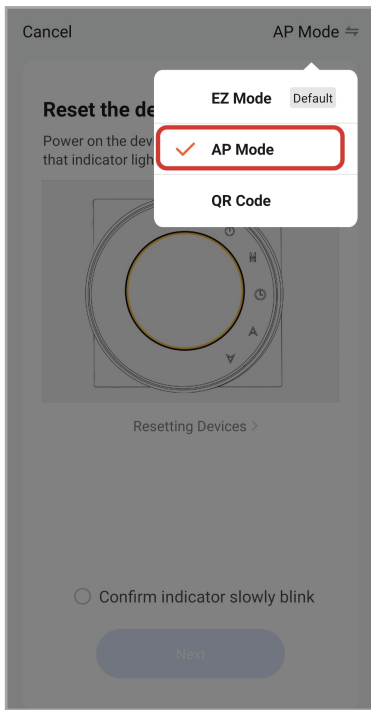 Cancel
AP Mode
EZ Mode Default
Reset the de
AP Mode
Power on the dev
that indicator ligh
QR Code
M
A
A
Resetting Devices >
Confirm indicator slowly blink
Next